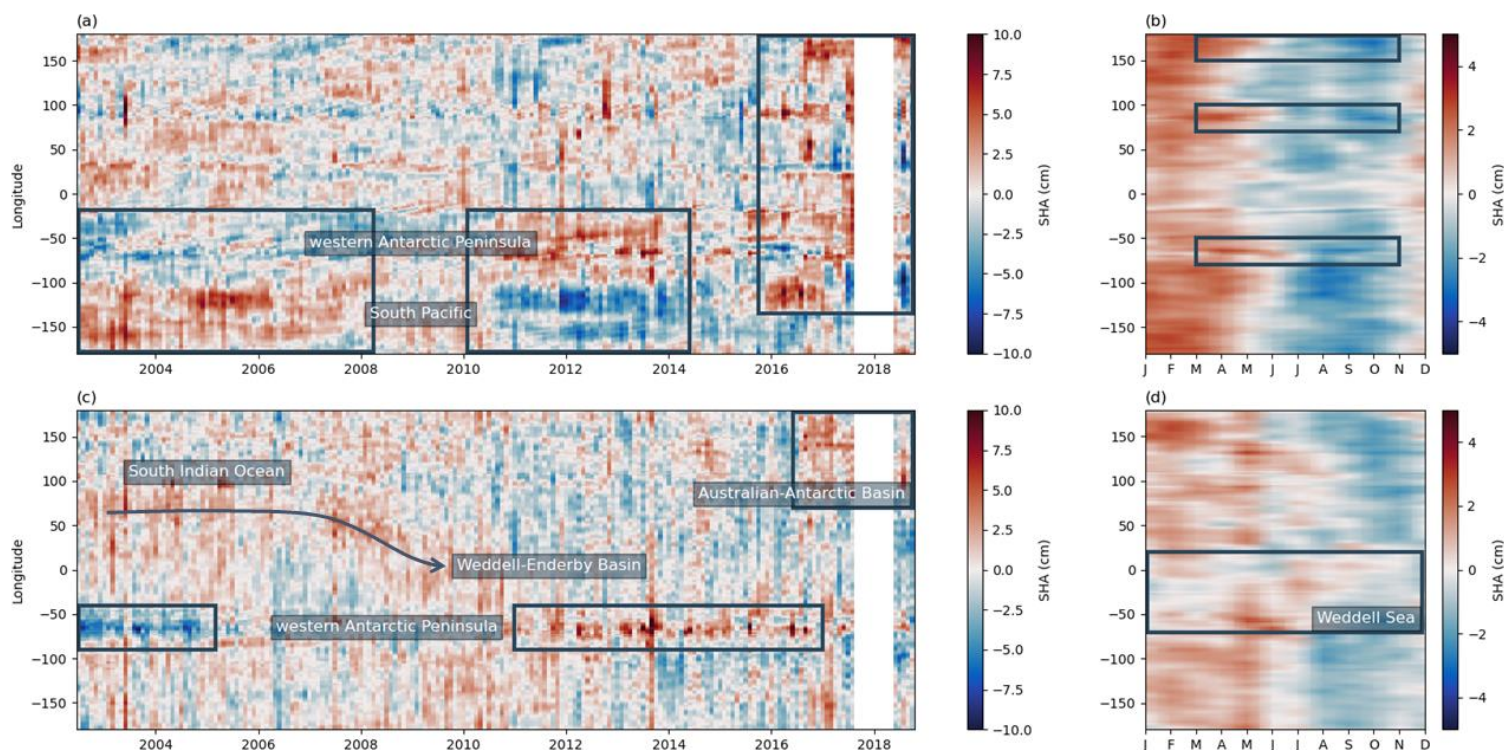 (a)
150
100
50
0
−50
−100
−150
Longitude
western Antarctic Peninsula
South Pacific
2004 2006 2008 2010 2012 2014 2016 2018
10.0
7.5
5.0
2.5
0.0
−2.5
−5.0
−7.5
−10.0
SHA (cm)
(b)
150
100
50
0
−50
−100
−150
J F M A M J J A S O N D
4
2
0
−2
−4
SHA (cm)
(c)
150
100
50
0
−50
−100
−150
Longitude
South Indian Ocean
Australian-Antarctic Basin
Weddell-Enderby Basin
western Antarctic Peninsula
2004 2006 2008 2010 2012 2014 2016 2018
10.0
7.5
5.0
2.5
0.0
−2.5
−5.0
−7.5
−10.0
SHA (cm)
(d)
150
100
50
0
−50
−100
−150
Weddell Sea
J F M A M J J A S O N D
4
2
0
−2
−4
SHA (cm)